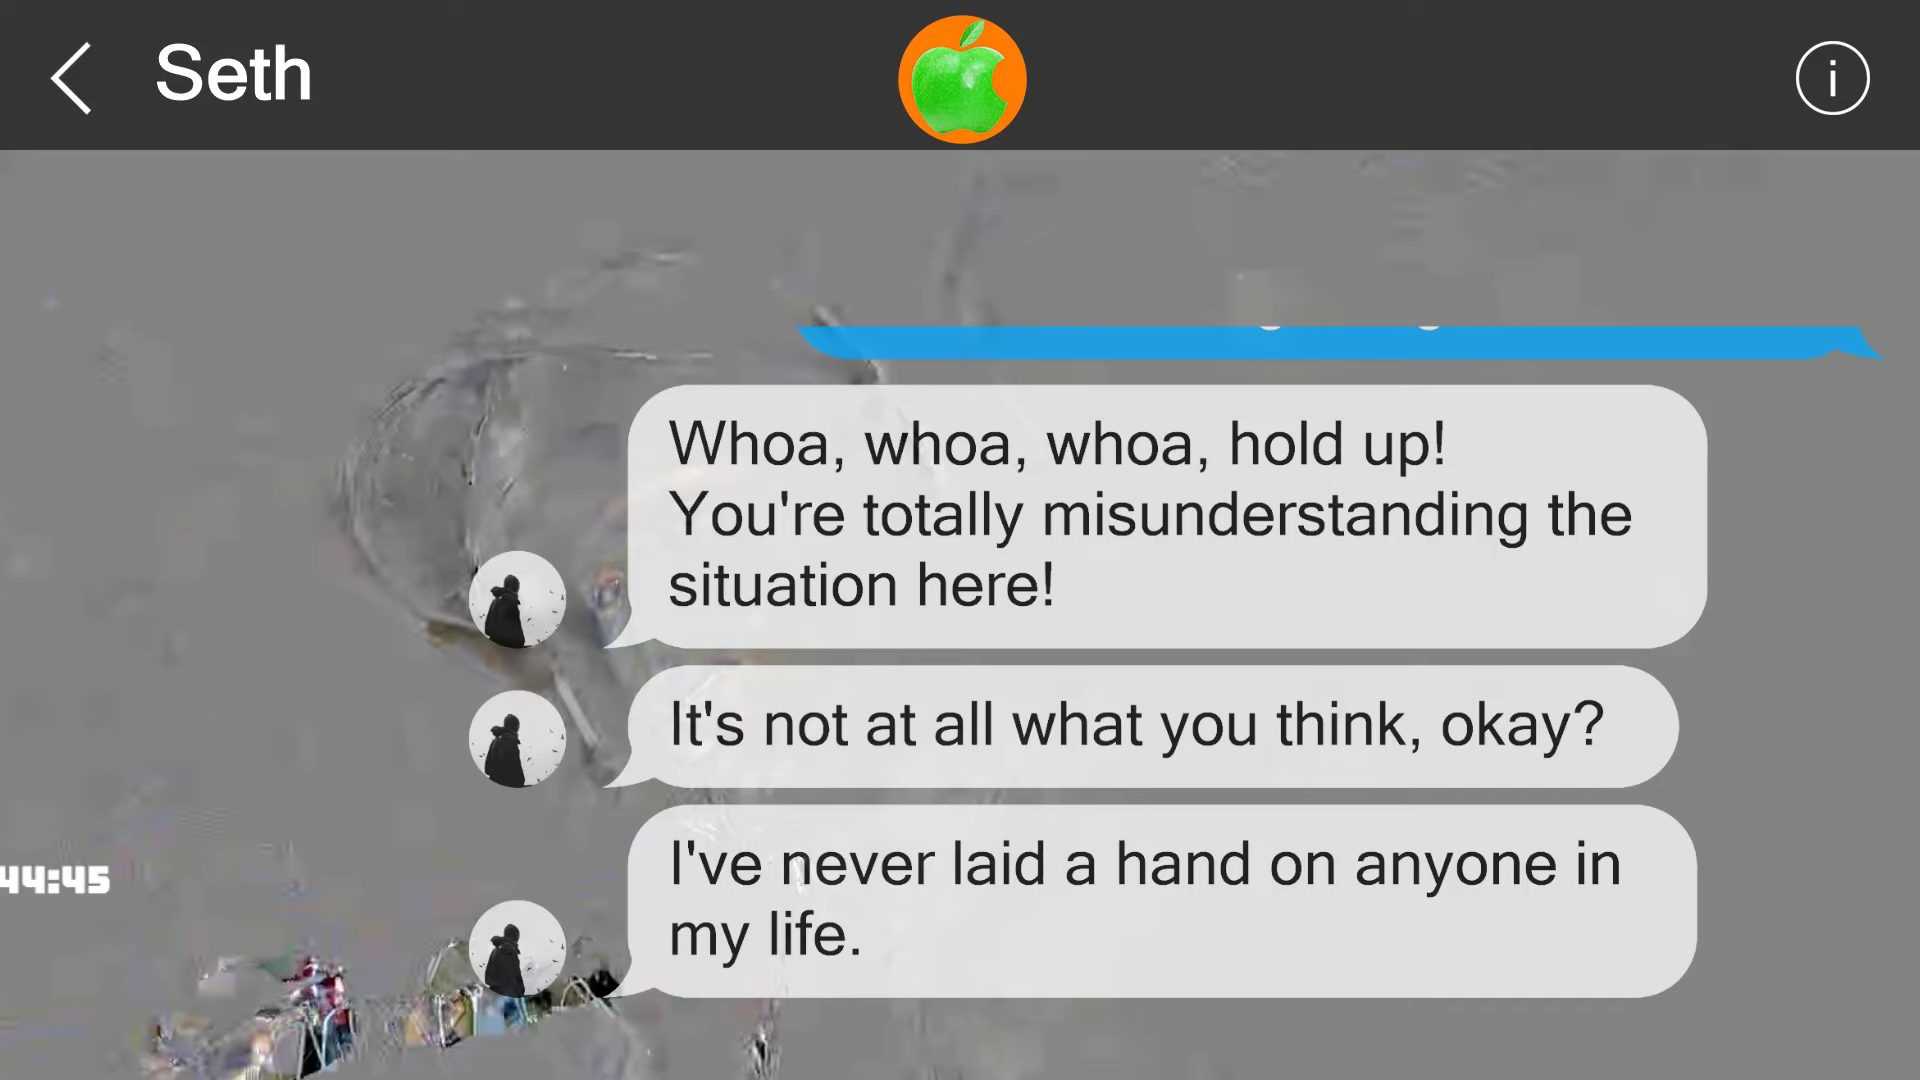 Seth
i
Whoa, whoa, whoa, hold up!
You're totally misunderstanding the
situation here!
It's not at all what you think, okay?
I've never laid a hand on anyone in
my life.
44:45